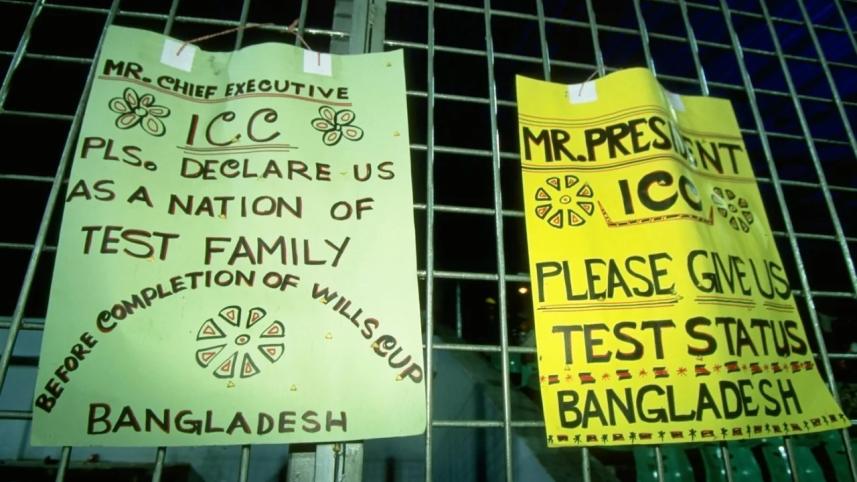 MR. CHIEF EXECUTIVE
ICC
PLS. DECLARE US
AS A NATION OF
TEST FAMILY
BEFORE COMPLETION OF WILLS CUP
BANGLADESH
MR. PRESIDENT
ICC
PLEASE GIVE US
TEST STATUS
BANGLADESH